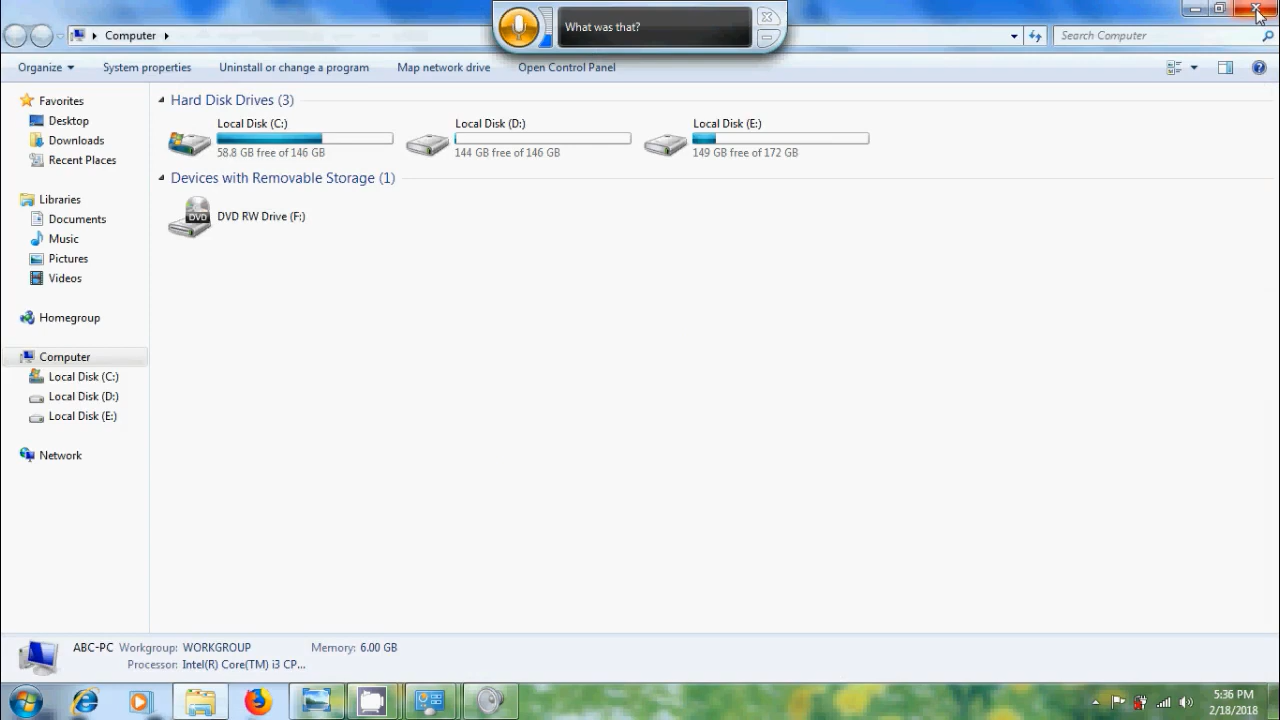 What was that?
Computer
Search Computer
Organize
System properties
Uninstall or change a program
Map network drive
Open Control Panel
Favorites
Desktop
Downloads
Recent Places
Libraries
Documents
Music
Pictures
Videos
Homegroup
Computer
Local Disk (C:)
Local Disk (D:)
Local Disk (E:)
Network
Hard Disk Drives (3)
Local Disk (C:)
58.8 GB free of 146 GB
Local Disk (D:)
144 GB free of 146 GB
Local Disk (E:)
149 GB free of 172 GB
Devices with Removable Storage (1)
DVD
DVD RW Drive (F:)
ABC-PC Workgroup: WORKGROUP Memory: 6.00 GB
Processor: Intel(R) Core(TM) i3 CP...
5:36 PM
2/18/2018